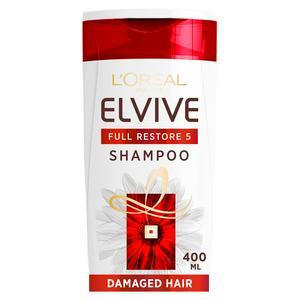 L'ORÉAL
PARIS
ELVIVE
FULL RESTORE 5
SHAMPOO
400
ML
DAMAGED HAIR